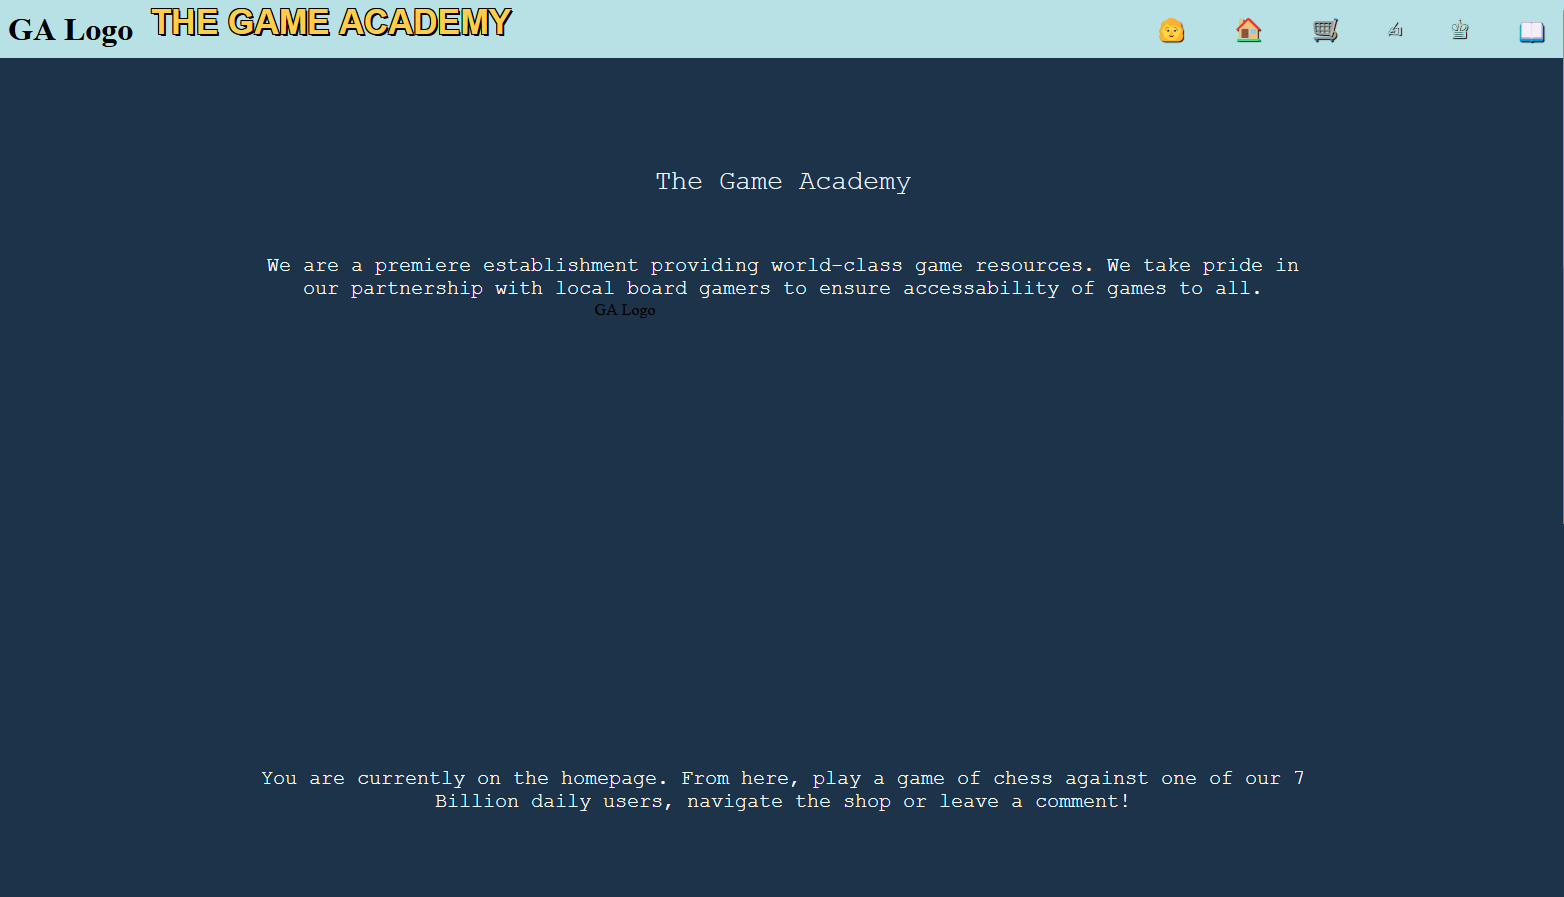 GA Logo
THE GAME ACADEMY
The Game Academy
We are a premiere establishment providing world-class game resources. We take pride in
our partnership with local board gamers to ensure accessability of games to all.
GA Logo
You are currently on the homepage. From here, play a game of chess against one of our 7
Billion daily users, navigate the shop or leave a comment!